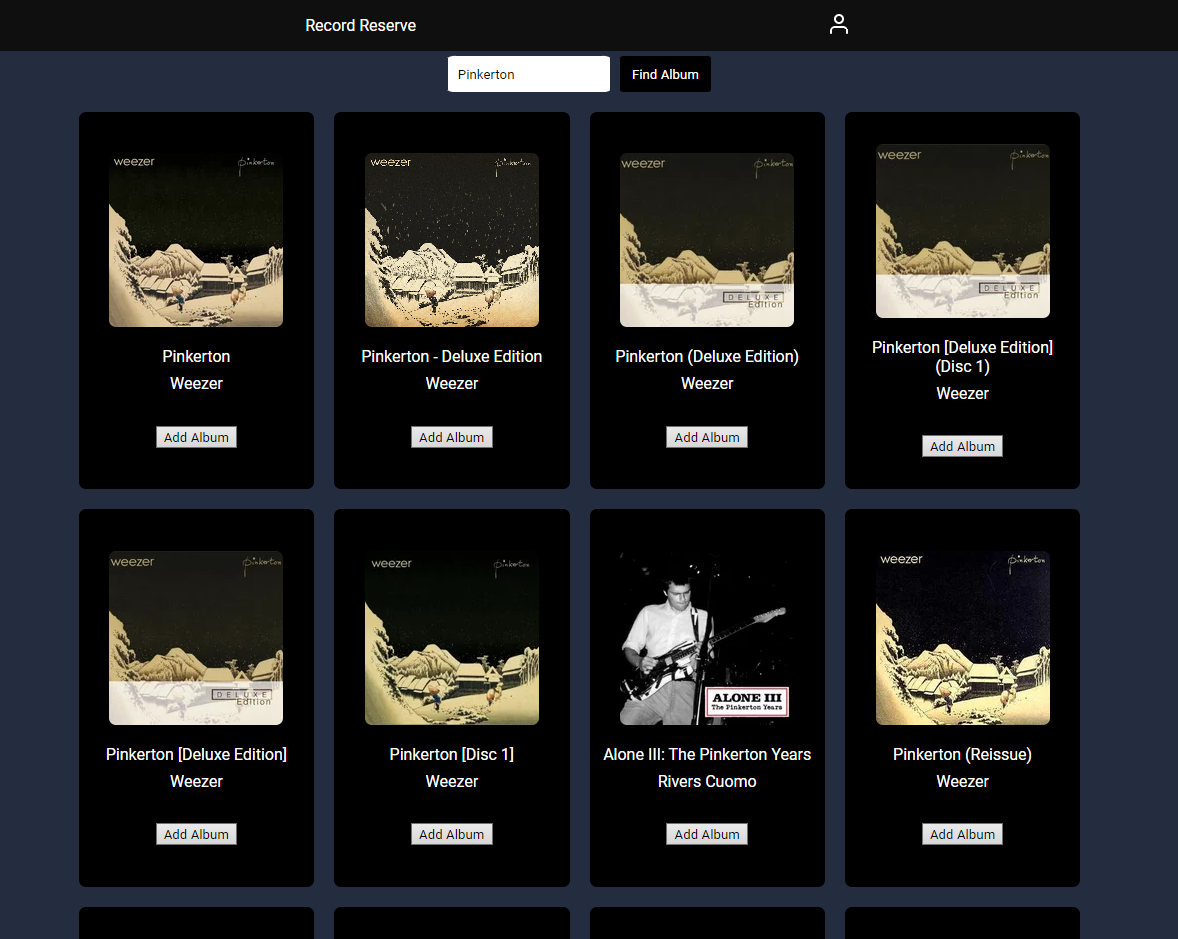 Record Reserve
Pinkerton
Find Album
weezer
Pinkerton
weezer
Pinkerton
weezer
Pinkerton
DELUXE
Edition
weezer
Pinkerton
DELUXE
Edition
Pinkerton
Weezer
Add Album
Pinkerton - Deluxe Edition
Weezer
Add Album
Pinkerton (Deluxe Edition)
Weezer
Add Album
Pinkerton [Deluxe Edition]
(Disc 1)
Weezer
Add Album
weezer
Pinkerton
DELUXE
Edition
weezer
Pinkerton
ALONE III
The Pinkerton Years
weezer
Pinkerton
Pinkerton [Deluxe Edition]
Weezer
Add Album
Pinkerton [Disc 1]
Weezer
Add Album
Alone III: The Pinkerton Years
Rivers Cuomo
Add Album
Pinkerton (Reissue)
Weezer
Add Album